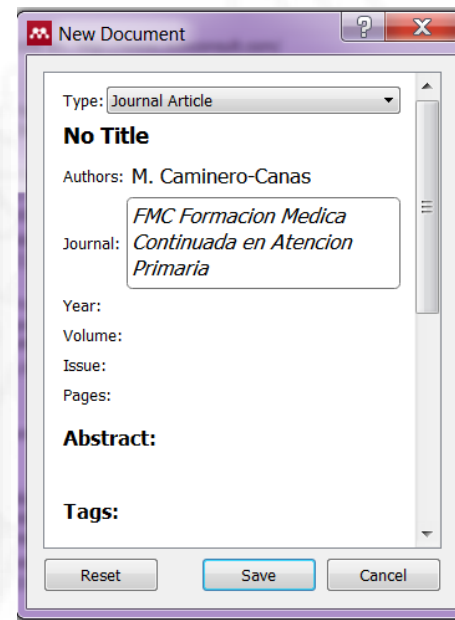 New Document
?
X
Type: Journal Article
No Title
Authors: M. Caminero-Canas
FMC Formacion Medica
Journal: Continuada en Atencion
Primaria
Year:
Volume:
Issue:
Pages:
Abstract:
Tags:
Reset Save Cancel